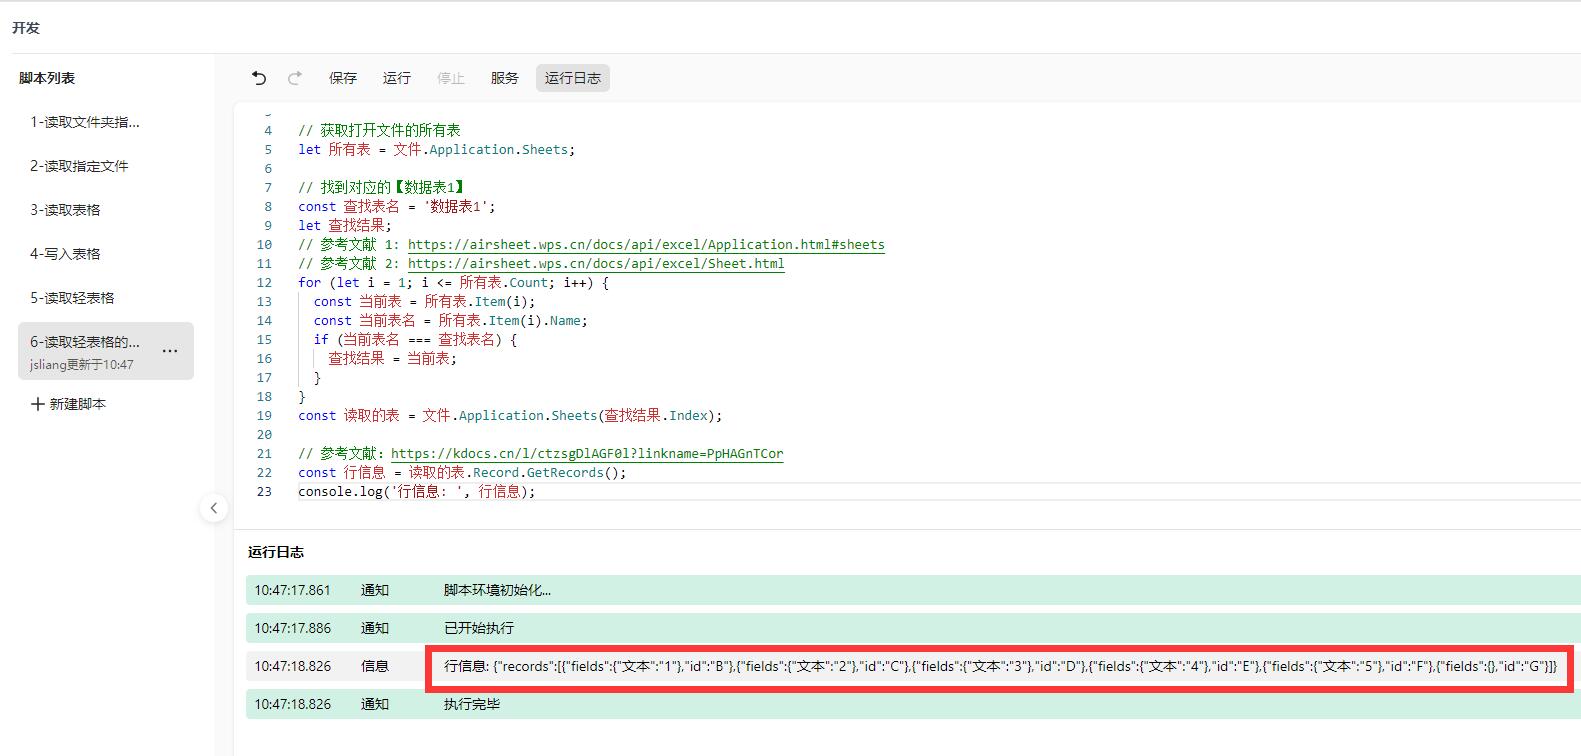 开发
脚本列表
1-读取文件夹指...
2-读取指定文件
3-读取表格
4-写入表格
5-读取轻表格
6-读取轻表格的...
jsliang更新于10:47
新建脚本
保存 运行 停止 服务 运行日志
4 // 获取打开文件的所有表
5 let 所有表 = 文件.Application.Sheets;
6
7 // 找到对应的【数据表1】
8 const 查找表名 = '数据表1';
9 let 查找结果;
10 // 参考文献 1: https://airsheet.wps.cn/docs/api/excel/Application.html#sheets
11 // 参考文献 2: https://airsheet.wps.cn/docs/api/excel/Sheet.html
12 for (let i = 1; i <= 所有表.Count; i++) {
13 const 当前表 = 所有表.Item(i);
14 const 当前表名 = 所有表.Item(i).Name;
15 if (当前表名 === 查找表名) {
16 查找结果 = 当前表;
17 }
18 }
19 const 读取的表 = 文件.Application.Sheets(查找结果.Index);
20
21 // 参考文献：https://kdocs.cn/l/ctzsgDlAGF0l?linkname=PpHAGnTCor
22 const 行信息 = 读取的表.Record.GetRecords();
23 console.log('行信息: ', 行信息);
运行日志
10:47:17.861 通知 脚本环境初始化...
10:47:17.886 通知 已开始执行
10:47:18.826 信息 行信息: {"records":[{"fields":{"文本":"1"},"id":"B"},{"fields":{"文本":"2"},"id":"C"},{"fields":{"文本":"3"},"id":"D"},{"fields":{"文本":"4"},"id":"E"},{"fields":{"文本":"5"},"id":"F"},{"fields":{},"id":"G"}]}
10:47:18.826 通知 执行完毕